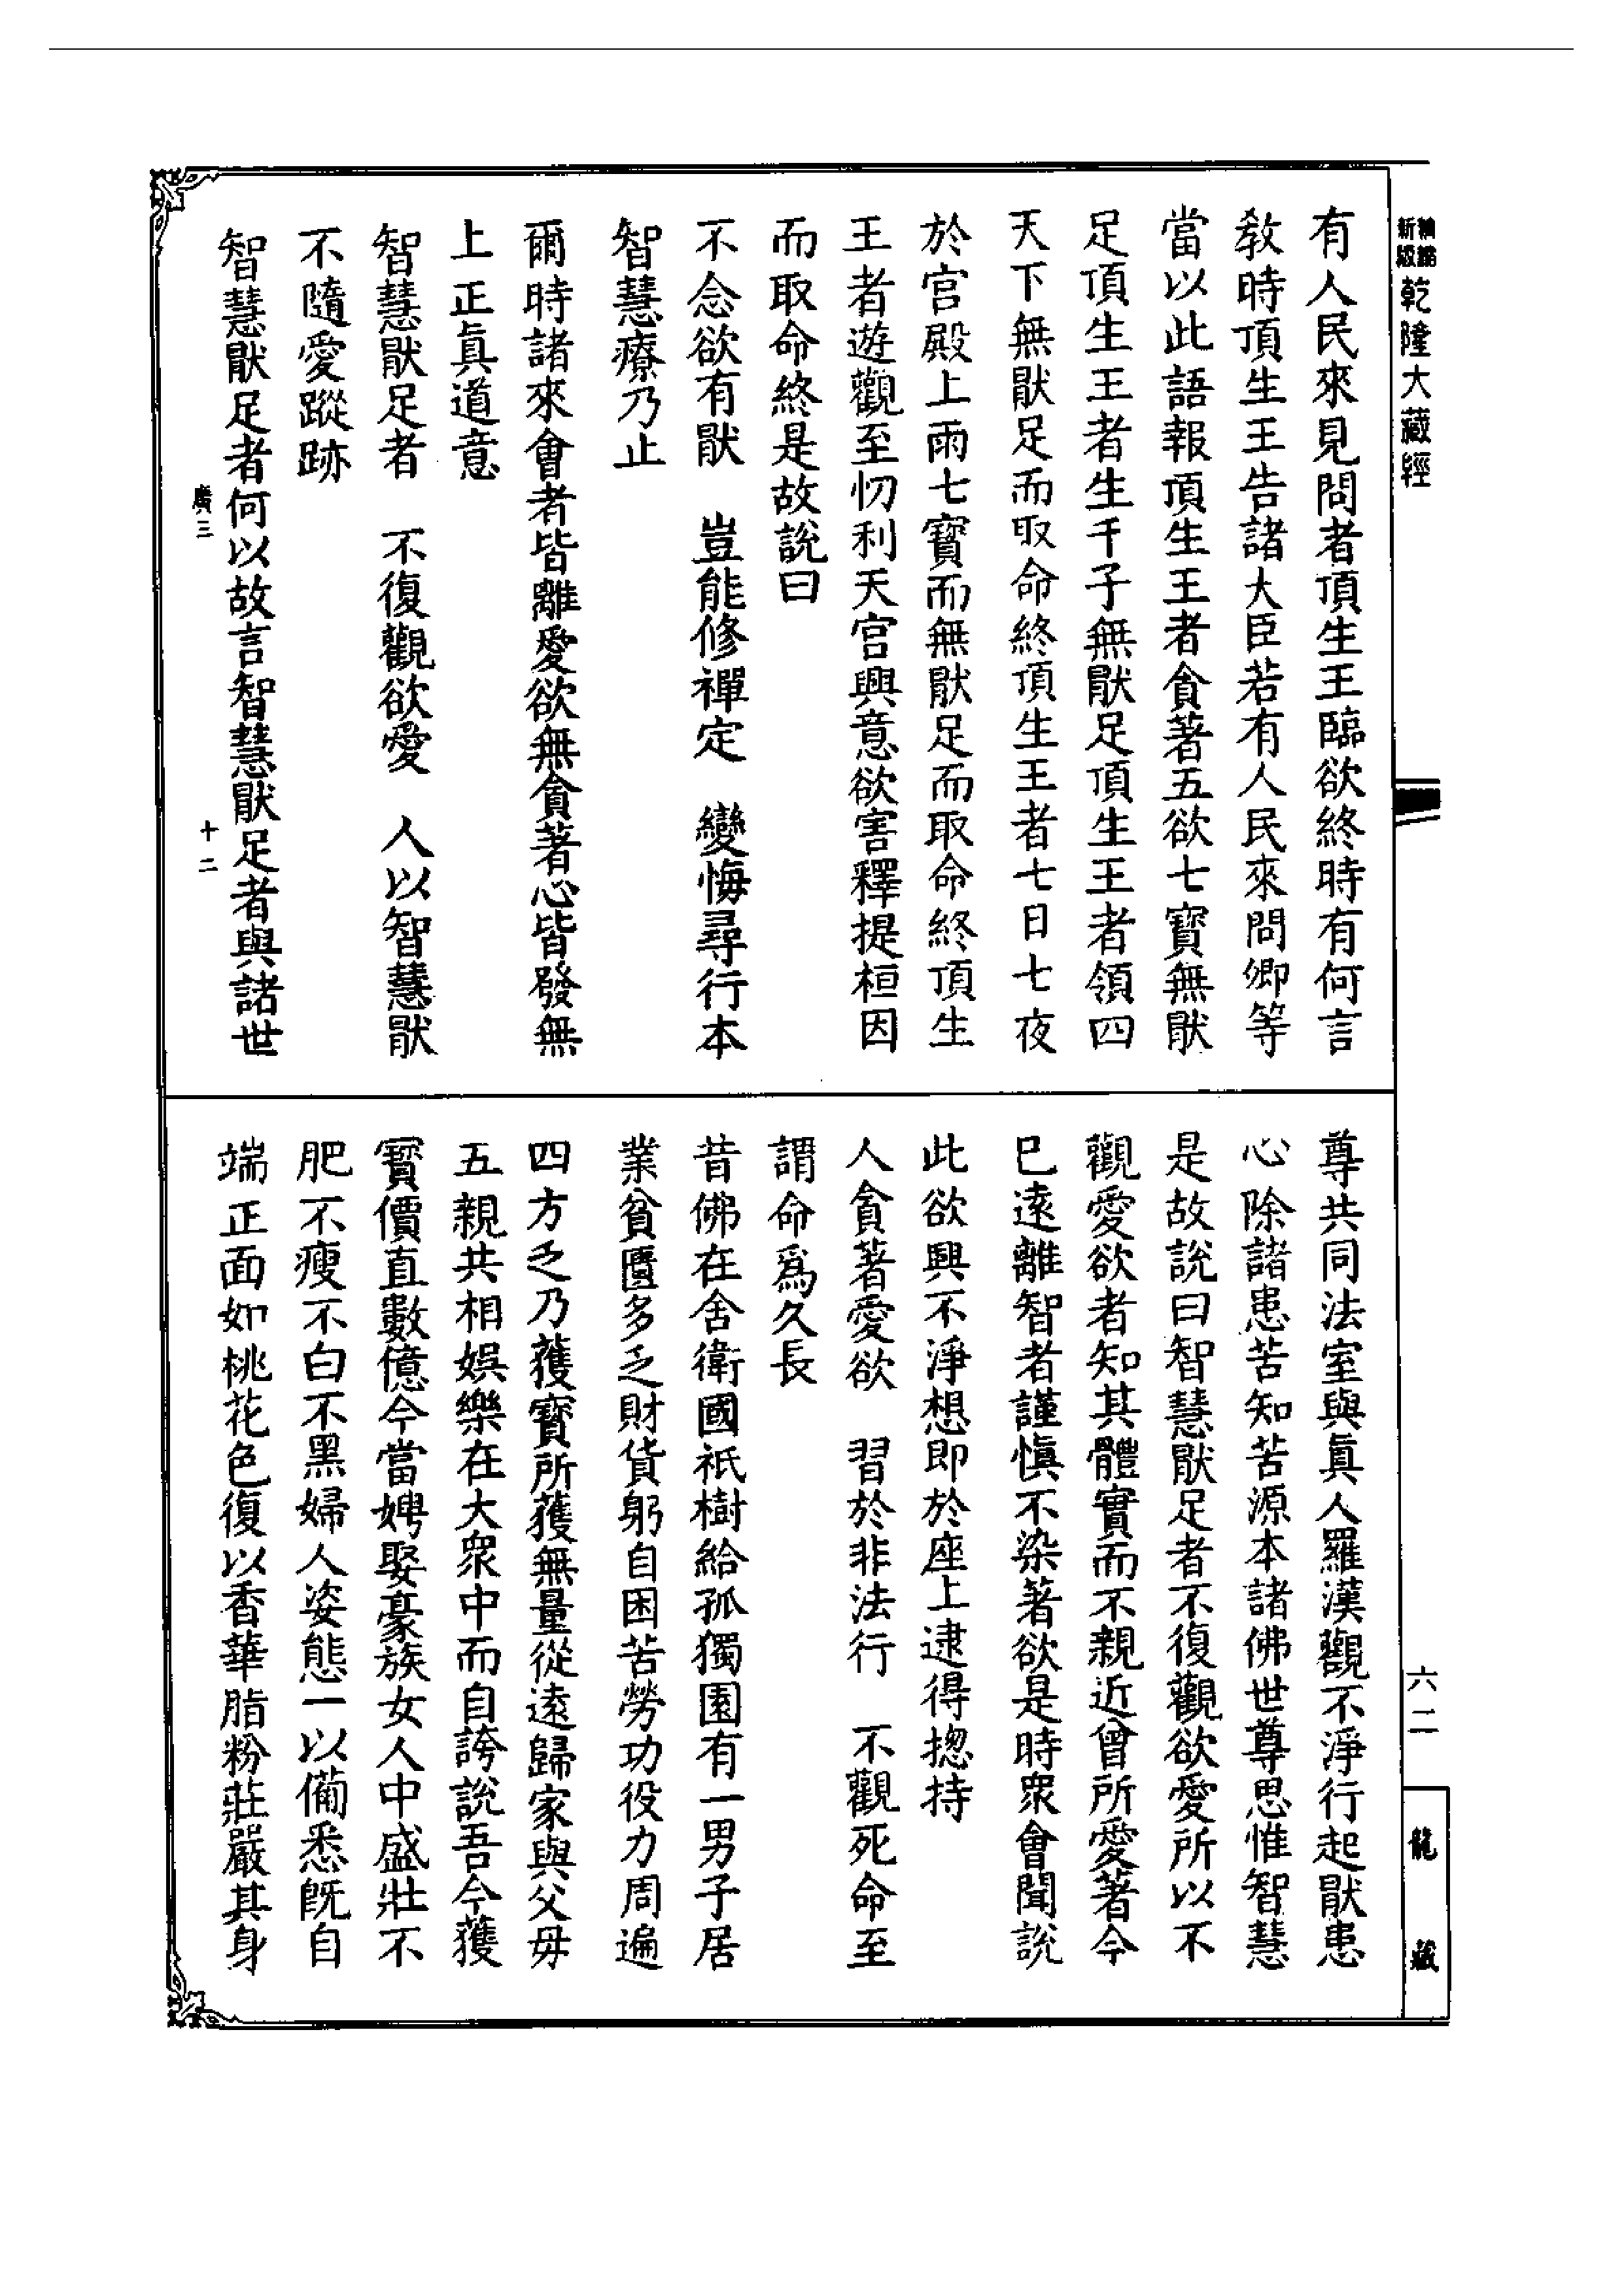 新編縮版乾隆大藏經
六二
龍藏
有人民來見問者頂生王臨欲終時有何言
教時頂生王告諸大臣若有人民來問卿等
當以此語報頂生王者貪著五欲七寶無猒
足頂生王者生千子無猒足頂生王者領四
天下無猒足而取命終頂生王者七日七夜
於宫殿上雨七寶而無猒足而取命終頂生
王者遊觀至忉利天宫興意欲害釋提桓因
而取命終是故說曰
不念欲有猒　豈能修禪定　變悔尋行本
智慧療乃止
爾時諸來會者皆離愛欲無貪著心皆發無
上正眞道意
智慧猒足者　不復觀欲愛　人以智慧猒
不隨愛蹤跡
智慧猒足者何以故言智慧猒足者與諸世
廣三　十二
尊共同法室與眞人羅漢觀不淨行起猒患
心除諸患苦知苦源本諸佛世尊思惟智慧
是故說曰智慧猒足者不復觀欲愛所以不
觀愛欲者知其體實而不親近曾所愛著今
已遠離智者謹愼不染著欲是時衆會聞說
此欲興不淨想即於座上逮得揔持
人貪著愛欲　習於非法行　不觀死命至
謂命爲久長
昔佛在舍衛國祇樹給孤獨園有一男子居
業貧匱多乏財貨躬自困苦勞功役力周遍
四方乏乃獲寶所獲無量從遠歸家與父毋
五親共相娛樂在大衆中而自誇說吾今獲
寶價直數億今當娉娶豪族女人中盛壯不
肥不瘦不白不黑婦人姿態一以備悉旣自
端正面如桃花色復以香華脂粉莊嚴其身